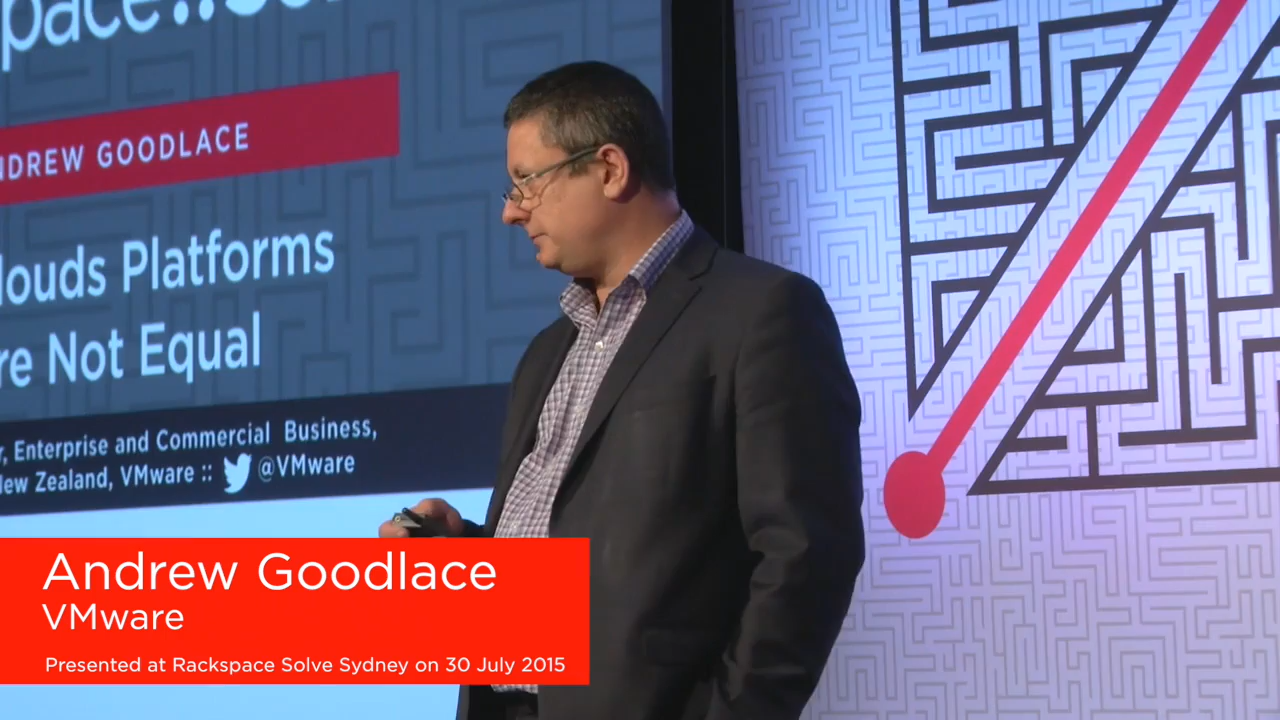 pace::Sol
NDREW GOODLACE
louds Platforms
re Not Equal
r, Enterprise and Commercial Business,
New Zealand, VMware :: @VMware
Andrew Goodlace
VMware
Presented at Rackspace Solve Sydney on 30 July 2015